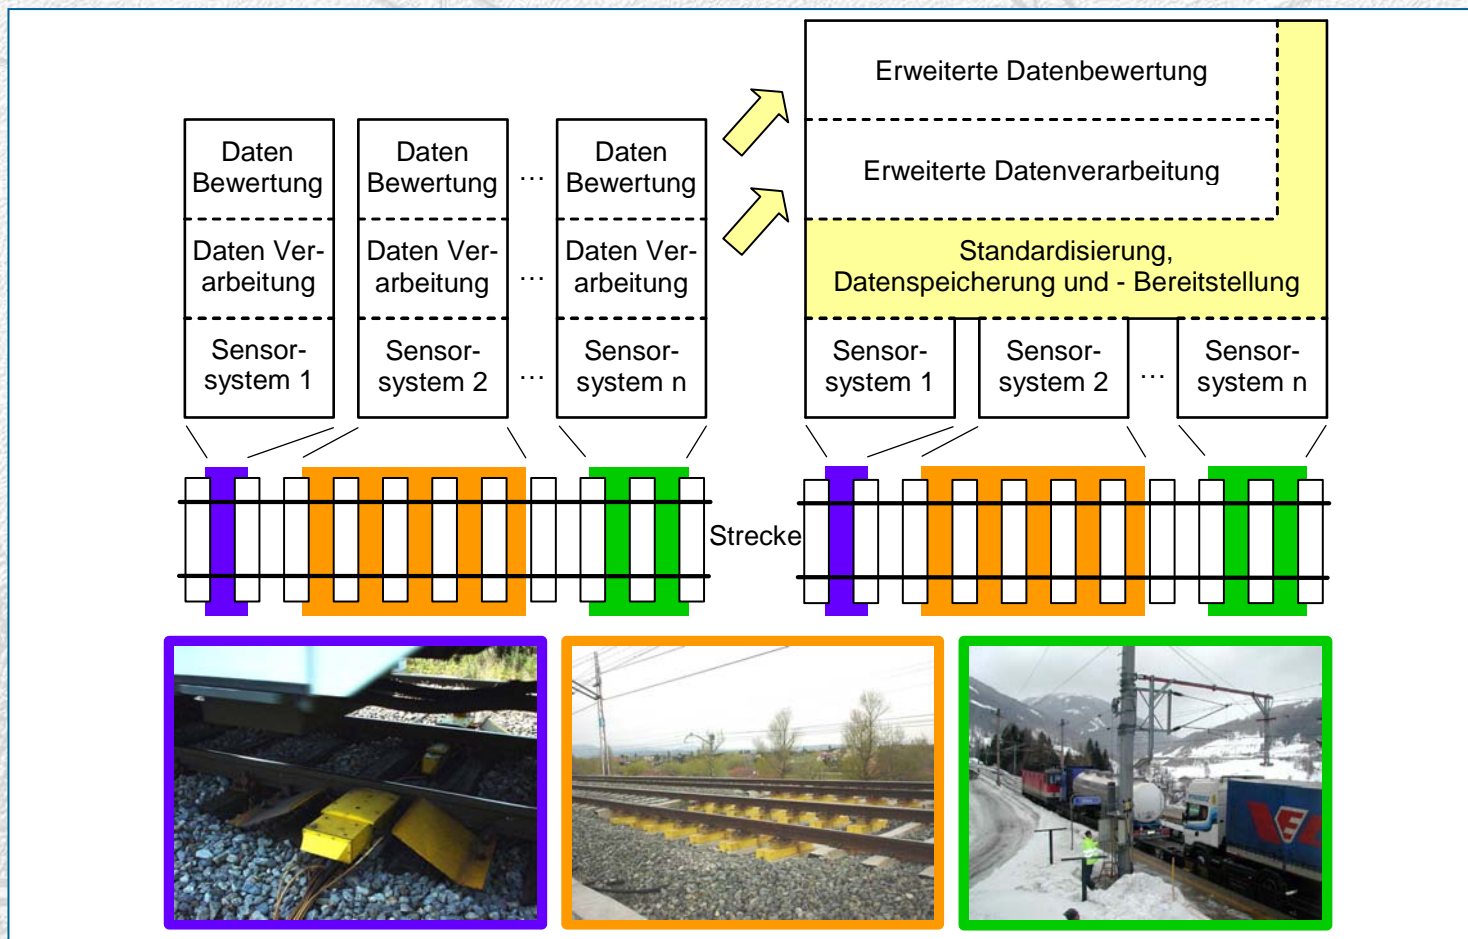 Erweiterte Datenbewertung
Erweiterte Datenverarbeitung
Standardisierung,
Datenspeicherung und - Bereitstellung
Daten
Bewertung
Daten
Bewertung
...
Daten
Bewertung
Daten Ver-
arbeitung
Daten Ver-
arbeitung
...
Daten Ver-
arbeitung
Sensor-
system 1
Sensor-
system 2
...
Sensor-
system n
Sensor-
system 1
Sensor-
system 2
...
Sensor-
system n
Strecke